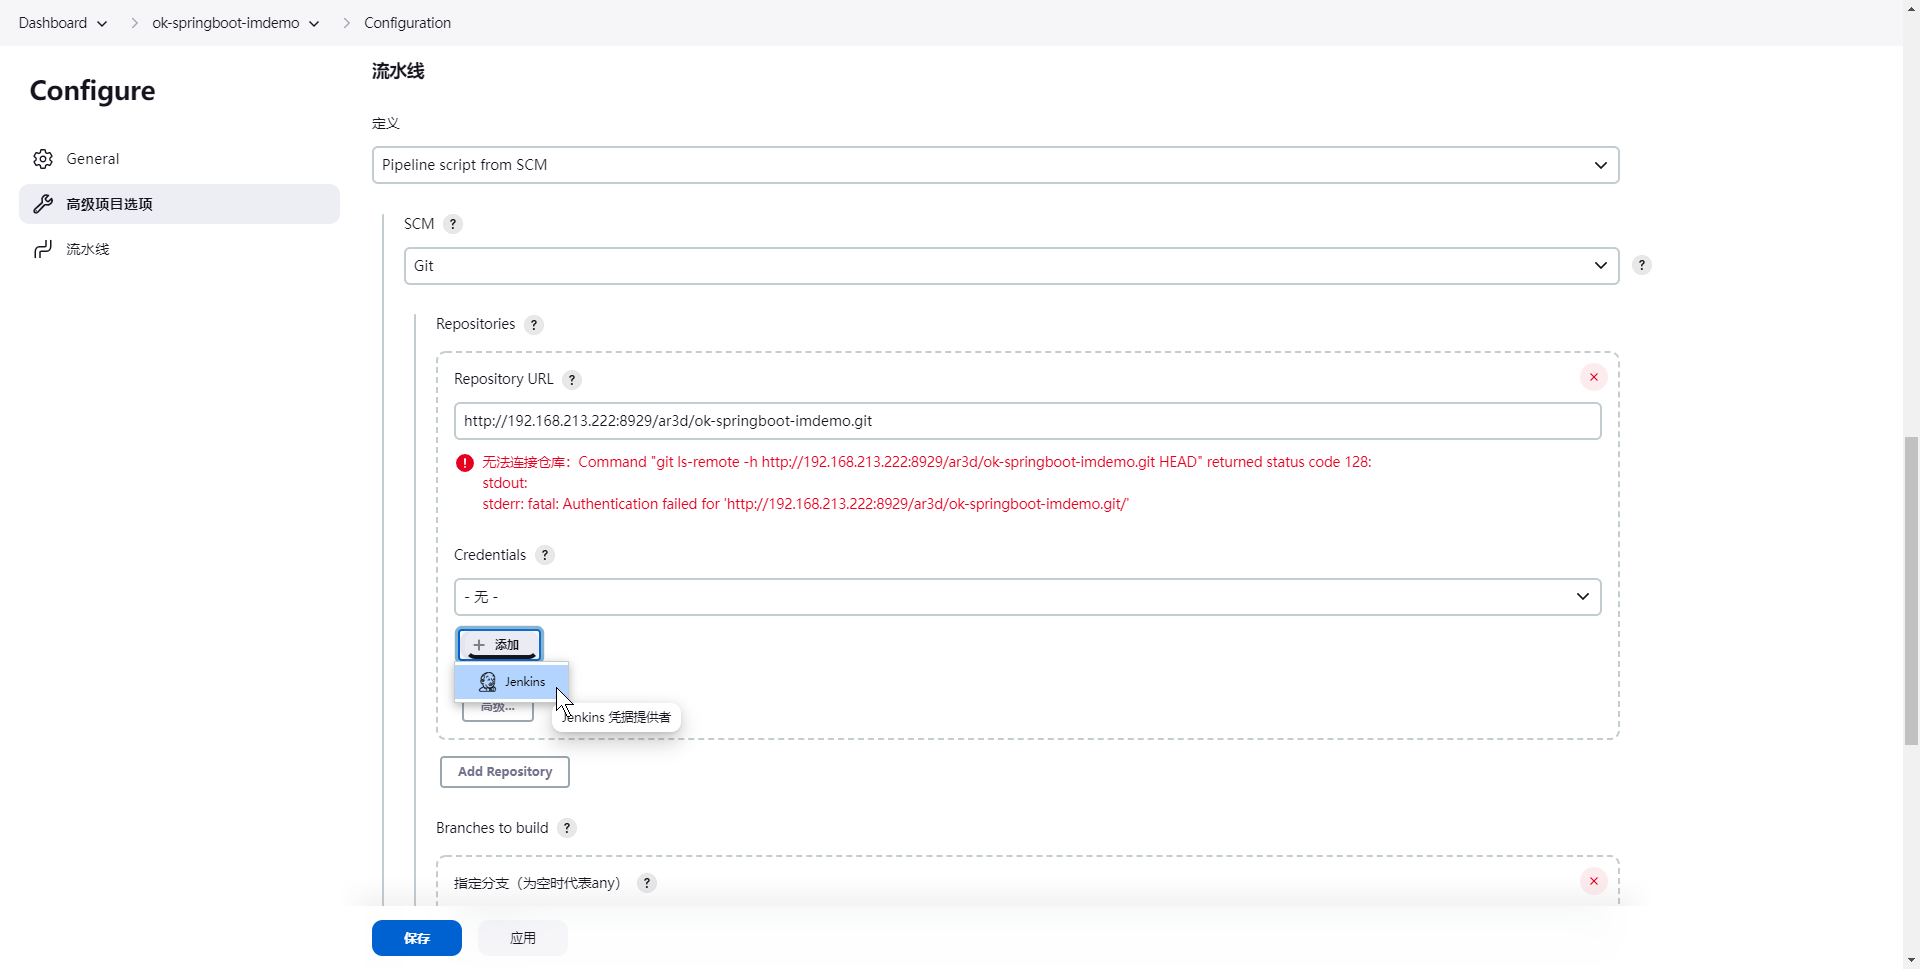 Dashboard
ok-springboot-imdemo
Configuration
Configure
General
高级项目选项
流水线
流水线
定义
Pipeline script from SCM
SCM ?
Git
?
Repositories ?
Repository URL ?
http://192.168.213.222:8929/ar3d/ok-springboot-imdemo.git
无法连接仓库：Command "git ls-remote -h http://192.168.213.222:8929/ar3d/ok-springboot-imdemo.git HEAD" returned status code 128:
stdout:
stderr: fatal: Authentication failed for 'http://192.168.213.222:8929/ar3d/ok-springboot-imdemo.git/'
Credentials ?
- 无 -
添加
Jenkins
高级...
Jenkins 凭据提供者
Add Repository
Branches to build ?
指定分支（为空时代表any） ?
保存
应用